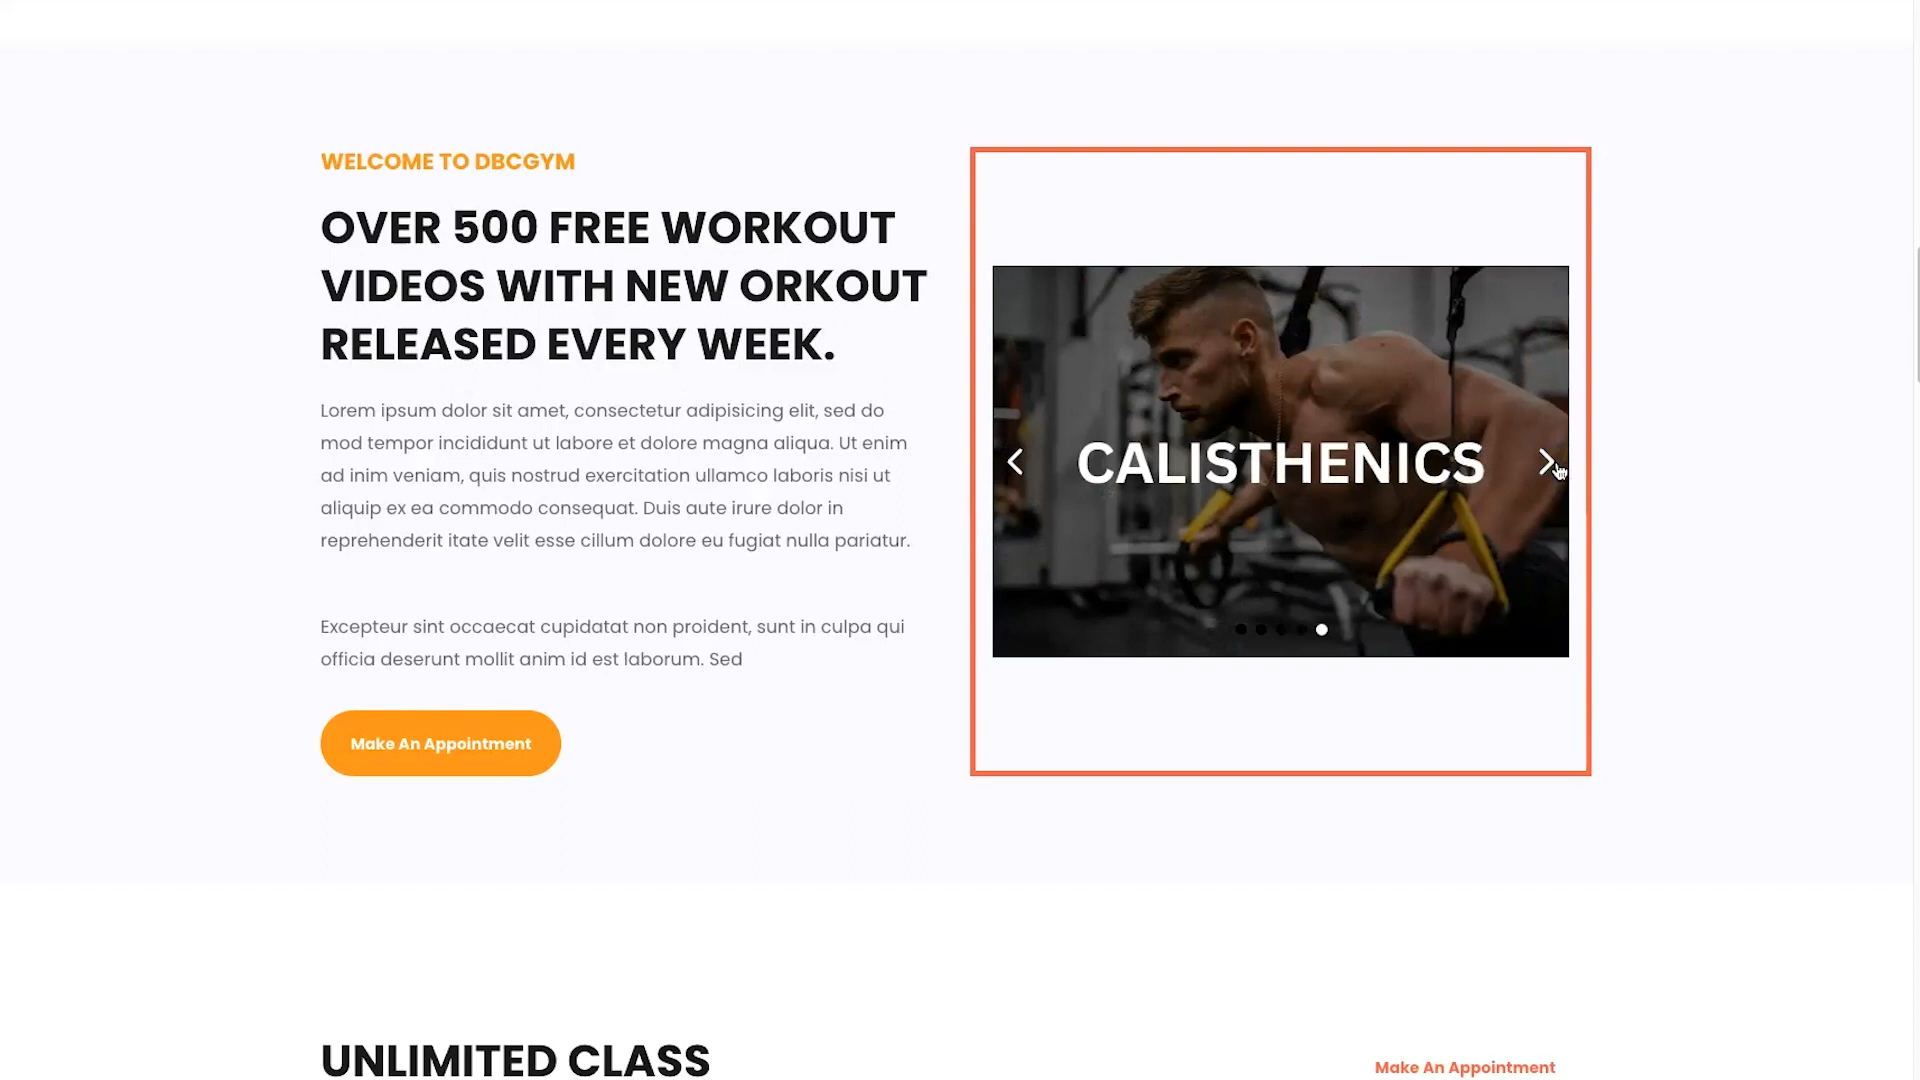 WELCOME TO DBCGYM
OVER 500 FREE WORKOUT
VIDEOS WITH NEW ORKOUT
RELEASED EVERY WEEK.
Lorem ipsum dolor sit amet, consectetur adipisicing elit, sed do
mod tempor incididunt ut labore et dolore magna aliqua. Ut enim
ad inim veniam, quis nostrud exercitation ullamco laboris nisi ut
aliquip ex ea commodo consequat. Duis aute irure dolor in
reprehenderit itate velit esse cillum dolore eu fugiat nulla pariatur.
Excepteur sint occaecat cupidatat non proident, sunt in culpa qui
officia deserunt mollit anim id est laborum. Sed
Make An Appointment
CALISTHENICS
UNLIMITED CLASS
Make An Appointment